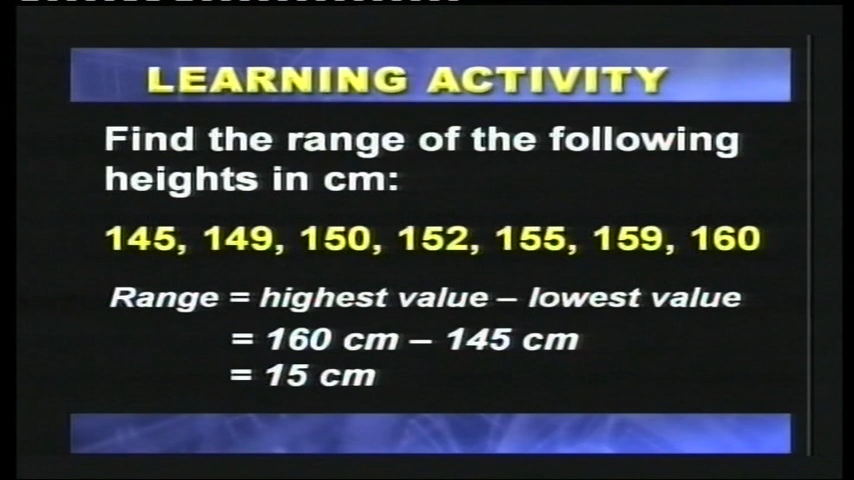 LEARNING ACTIVITY
Find the range of the following
heights in cm:
145, 149, 150, 152, 155, 159, 160
Range = highest value – lowest value
= 160 cm – 145 cm
= 15 cm